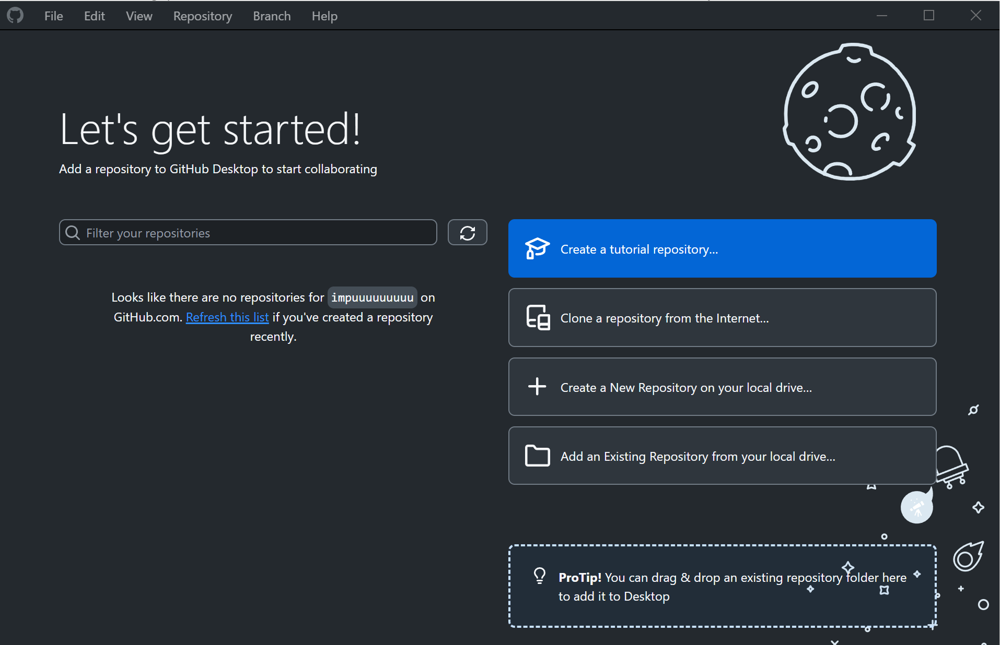 File Edit View Repository Branch Help
Let's get started!
Add a repository to GitHub Desktop to start collaborating
Filter your repositories
Looks like there are no repositories for impuuuuuuuuu on
GitHub.com. Refresh this list if you've created a repository
recently.
Create a tutorial repository...
Clone a repository from the Internet...
Create a New Repository on your local drive...
Add an Existing Repository from your local drive...
ProTip! You can drag & drop an existing repository folder here
to add it to Desktop